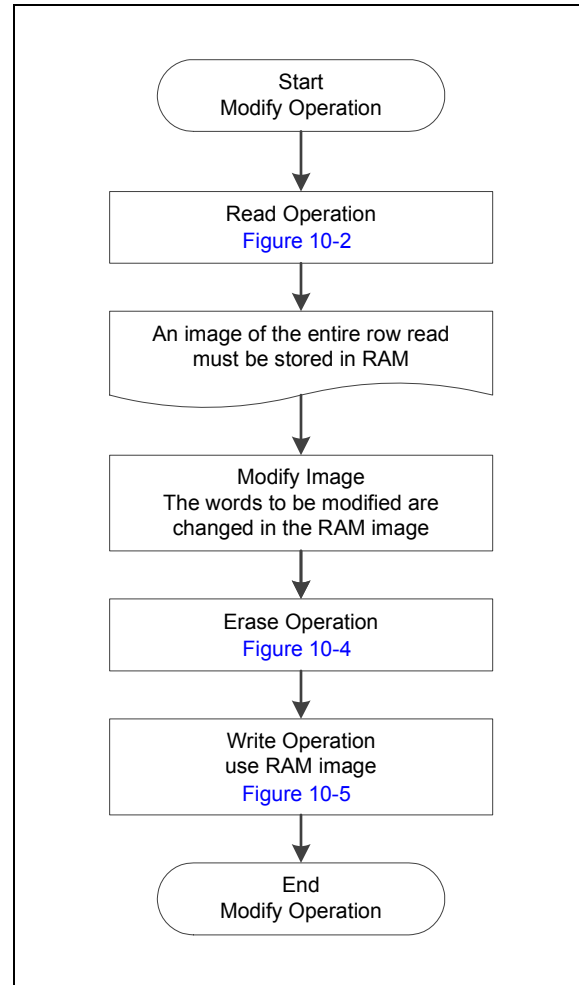 Start
Modify Operation
Read Operation
Figure 10-2
An image of the entire row read
must be stored in RAM
Modify Image
The words to be modified are
changed in the RAM image
Erase Operation
Figure 10-4
Write Operation
use RAM image
Figure 10-5
End
Modify Operation